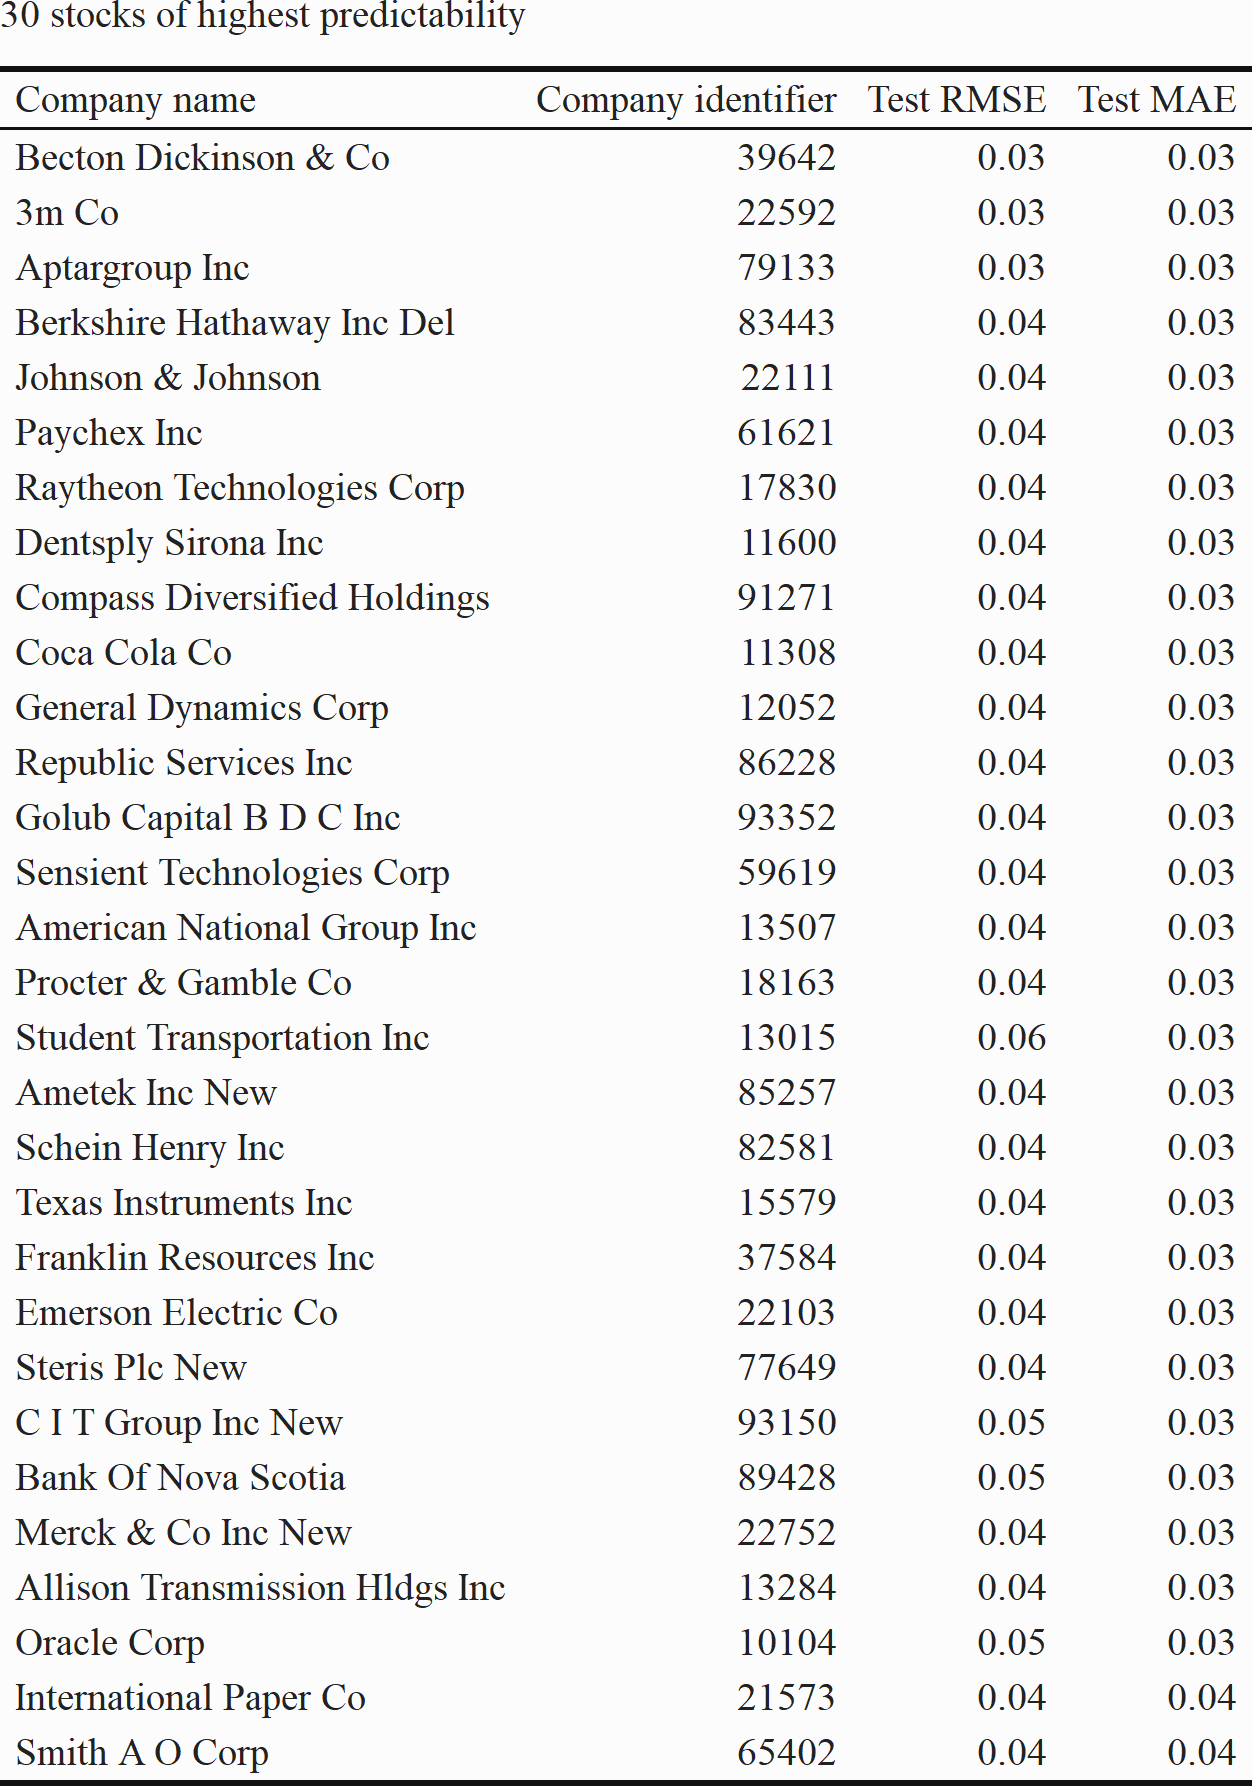 30 stocks of highest predictability
Company name Company identifier Test RMSE Test MAE
Becton Dickinson & Co 39642 0.03 0.03
3m Co 22592 0.03 0.03
Aptargroup Inc 79133 0.03 0.03
Berkshire Hathaway Inc Del 83443 0.04 0.03
Johnson & Johnson 22111 0.04 0.03
Paychex Inc 61621 0.04 0.03
Raytheon Technologies Corp 17830 0.04 0.03
Dentsply Sirona Inc 11600 0.04 0.03
Compass Diversified Holdings 91271 0.04 0.03
Coca Cola Co 11308 0.04 0.03
General Dynamics Corp 12052 0.04 0.03
Republic Services Inc 86228 0.04 0.03
Golub Capital B D C Inc 93352 0.04 0.03
Sensient Technologies Corp 59619 0.04 0.03
American National Group Inc 13507 0.04 0.03
Procter & Gamble Co 18163 0.04 0.03
Student Transportation Inc 13015 0.06 0.03
Ametek Inc New 85257 0.04 0.03
Schein Henry Inc 82581 0.04 0.03
Texas Instruments Inc 15579 0.04 0.03
Franklin Resources Inc 37584 0.04 0.03
Emerson Electric Co 22103 0.04 0.03
Steris Plc New 77649 0.04 0.03
C I T Group Inc New 93150 0.05 0.03
Bank Of Nova Scotia 89428 0.05 0.03
Merck & Co Inc New 22752 0.04 0.03
Allison Transmission Hldgs Inc 13284 0.04 0.03
Oracle Corp 10104 0.05 0.03
International Paper Co 21573 0.04 0.04
Smith A O Corp 65402 0.04 0.04